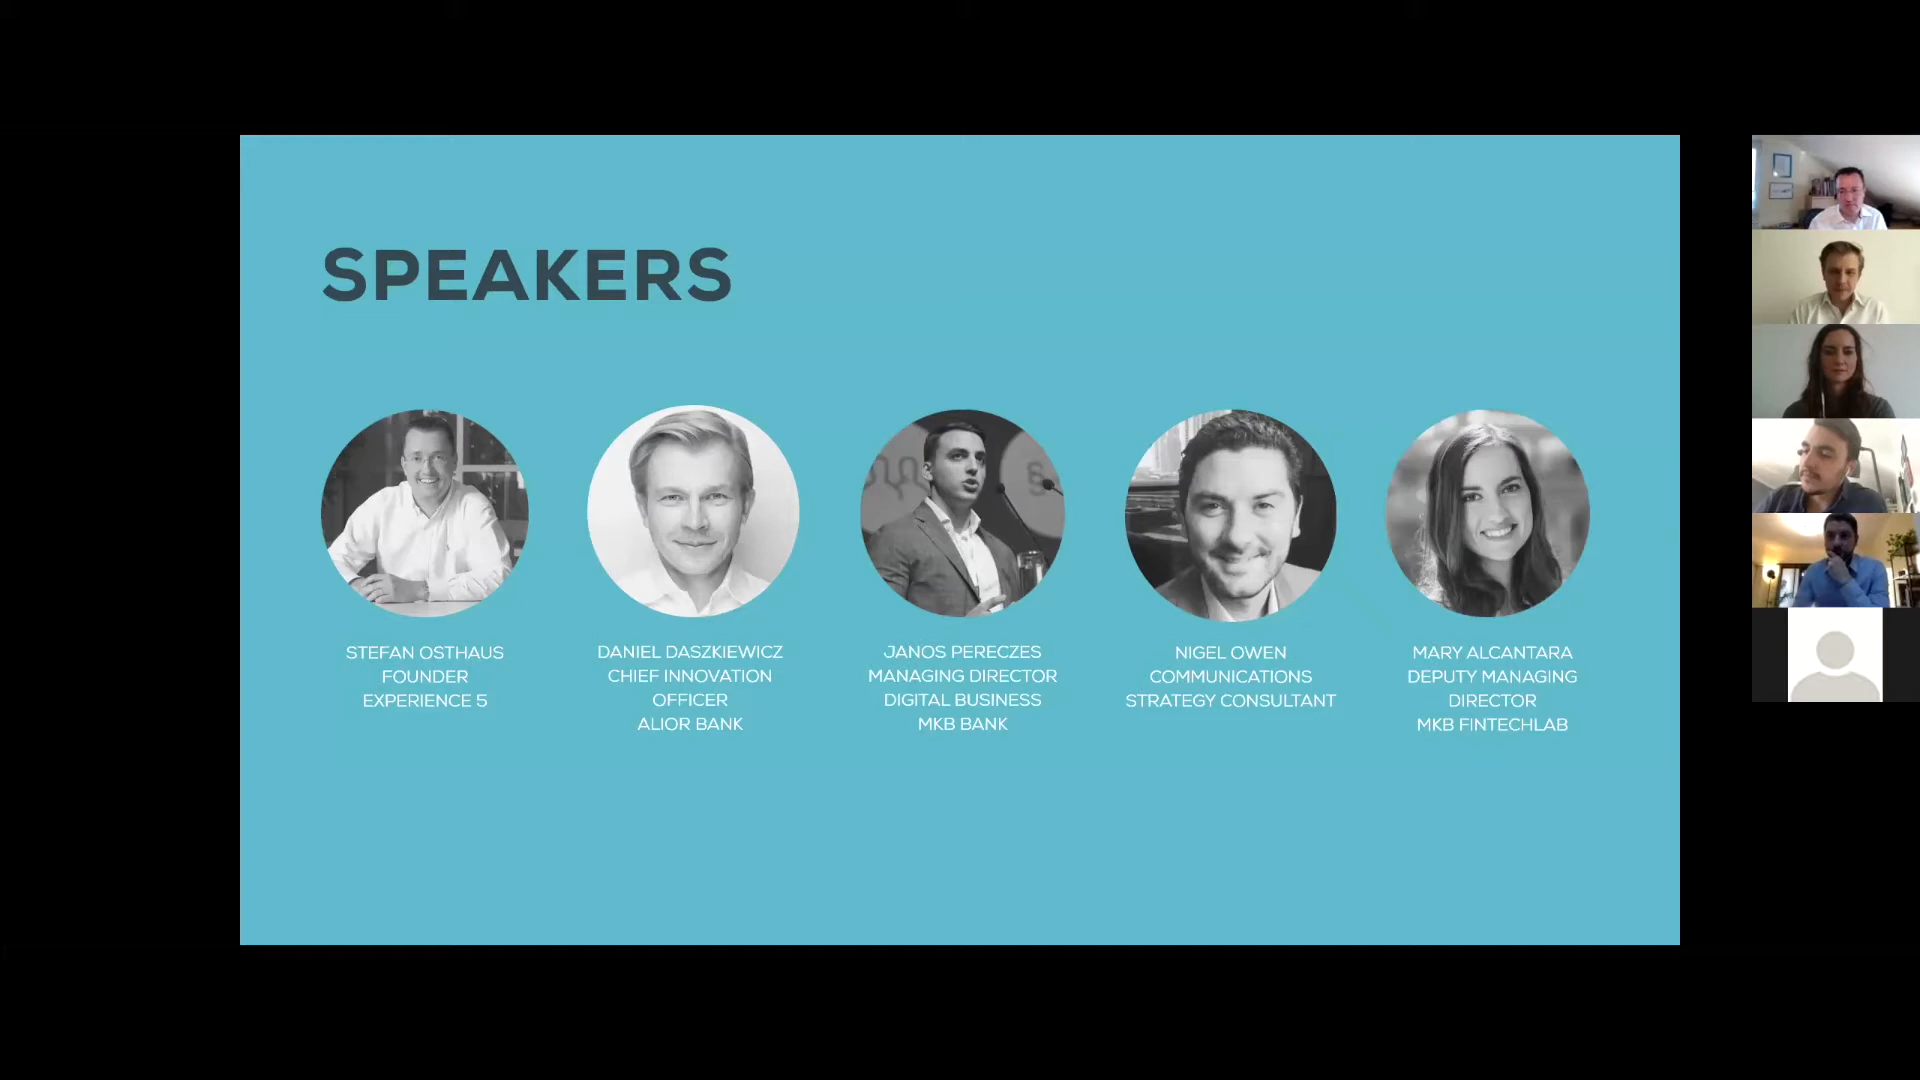 SPEAKERS
STEFAN OSTHAUS
FOUNDER
EXPERIENCE 5
DANIEL DASZKIEWICZ
CHIEF INNOVATION
OFFICER
ALIOR BANK
JANOS PERECZES
MANAGING DIRECTOR
DIGITAL BUSINESS
MKB BANK
NIGEL OWEN
COMMUNICATIONS
STRATEGY CONSULTANT
MARY ALCANTARA
DEPUTY MANAGING
DIRECTOR
MKB FINTECHLAB